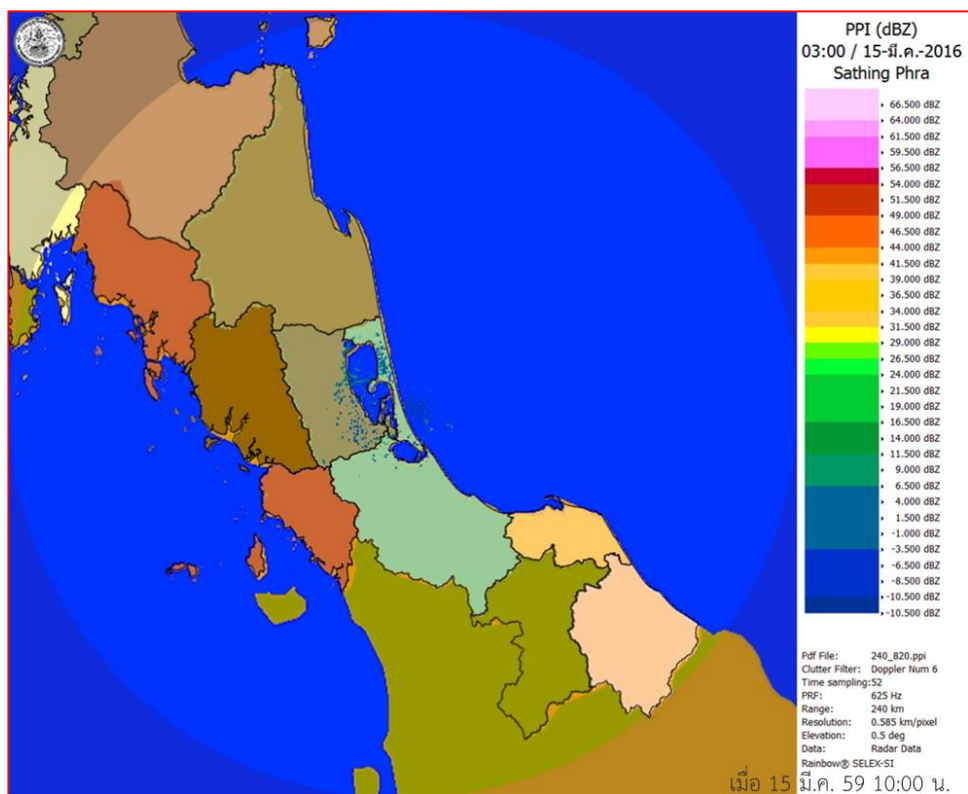 PPI (dBZ)
03:00 / 15-มี.ค.-2016
Sathing Phra
66.500 dBZ
64.000 dBZ
61.500 dBZ
59.500 dBZ
56.500 dBZ
54.000 dBZ
51.500 dBZ
49.000 dBZ
46.500 dBZ
44.000 dBZ
41.500 dBZ
39.000 dBZ
36.500 dBZ
34.000 dBZ
31.500 dBZ
29.000 dBZ
26.500 dBZ
24.000 dBZ
21.500 dBZ
19.000 dBZ
16.500 dBZ
14.000 dBZ
11.500 dBZ
9.000 dBZ
6.500 dBZ
4.000 dBZ
1.500 dBZ
-1.000 dBZ
-3.500 dBZ
-6.500 dBZ
-8.500 dBZ
-10.500 dBZ
-10.500 dBZ
Pdf File: 240_820.ppi
Clutter Filter: Doppler Num 6
Time sampling:52
PRF: 625 Hz
Range: 240 km
Resolution: 0.585 km/pixel
Elevation: 0.5 deg
Data: Radar Data
Rainbow® SELEX-SI
เมื่อ 15 มี.ค. 59 10:00 น.